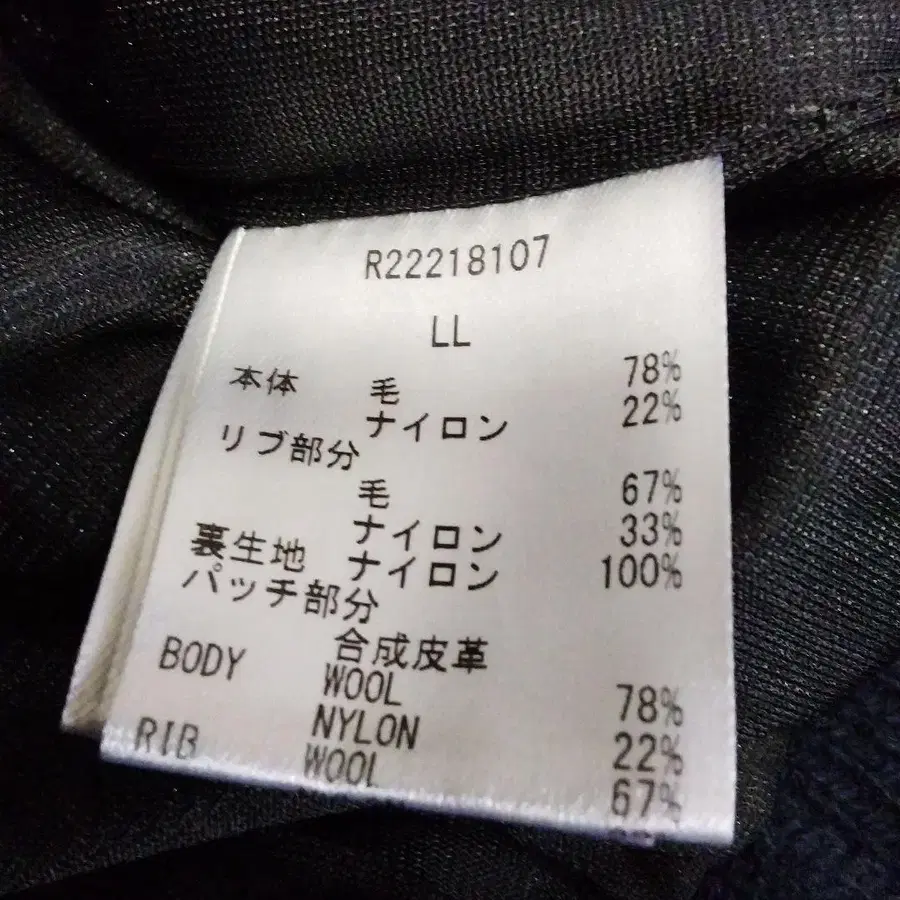 R22218107
LL
本体 毛 78%
ナイロン 22%
リブ部分
毛 67%
ナイロン 33%
裏生地 ナイロン 100%
パッチ部分
合成皮革
BODY WOOL 78%
NYLON 22%
RIB WOOL 67%